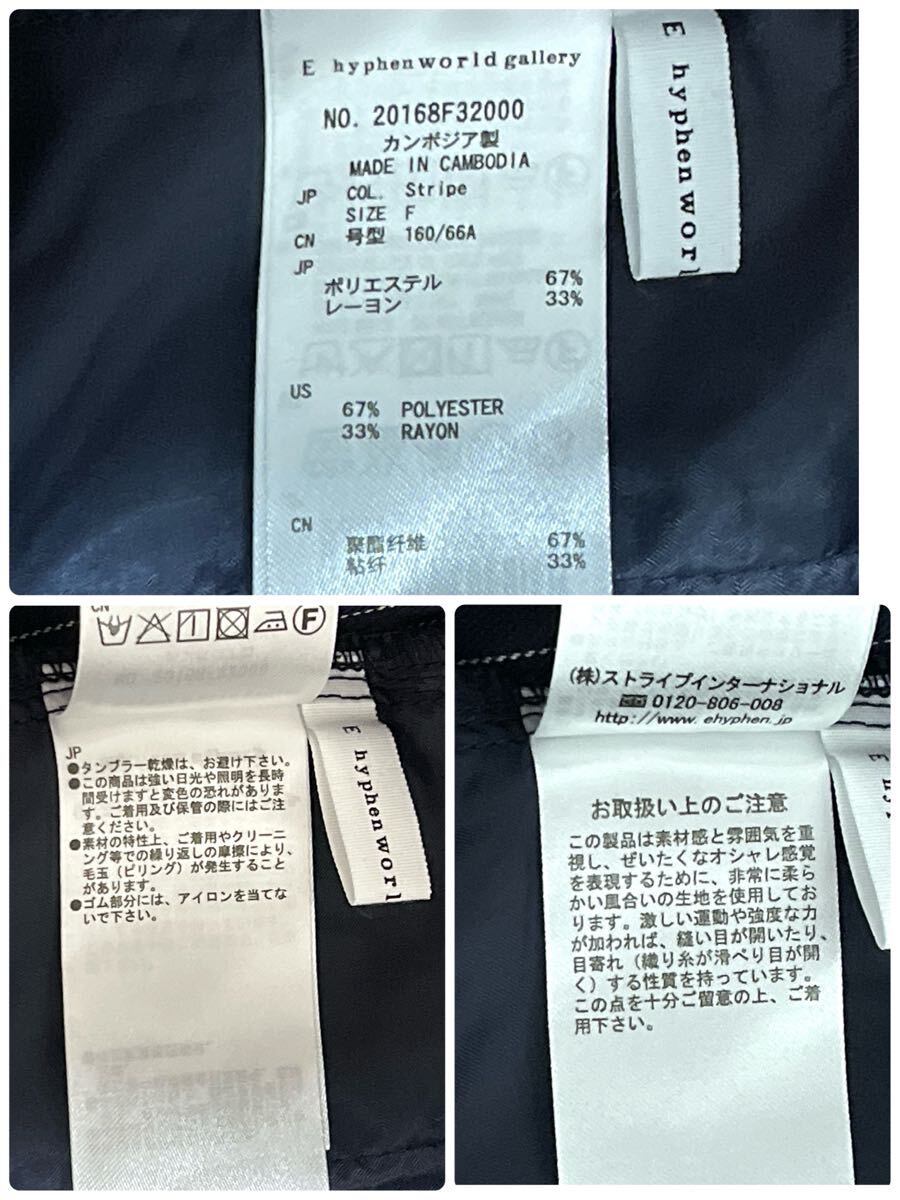 E hyphen world gallery
NO. 20168F32000
カンボジア製
MADE IN CAMBODIA
JP COL. Stripe
SIZE F
CN 号型 160/66A
JP
ポリエステル 67%
レーヨン 33%
US
67% POLYESTER
33% RAYON
CN
聚酯纤维 67%
粘纤 33%
E hyphen worl
CN
F
JP
●タンブラー乾燥は、お避け下さい。
●この商品は強い日光や照明を長時
間受けますと変色の恐れがありま
す。ご着用及び保管の際にはご注
意ください。
●素材の特性上、ご着用やクリーニ
ング等での繰り返しの摩擦により、
毛玉(ピリング)が発生すること
があります。
●ゴム部分には、アイロンを当てな
いで下さい。
E hyphen worl
(株)ストライプインターナショナル
0120-806-008
http://www.ehyphen.jp
お取扱い上のご注意
この製品は素材感と雰囲気を重
視し、ぜいたくなオシャレ感覚
を表現するために、非常に柔ら
かい風合いの生地を使用してお
ります。激しい運動や強度な力
が加われば、縫い目が開いたり、
目寄れ(織り糸が滑べり目が開
く)する性質を持っています。
この点を十分ご留意の上、ご着
用下さい。
E